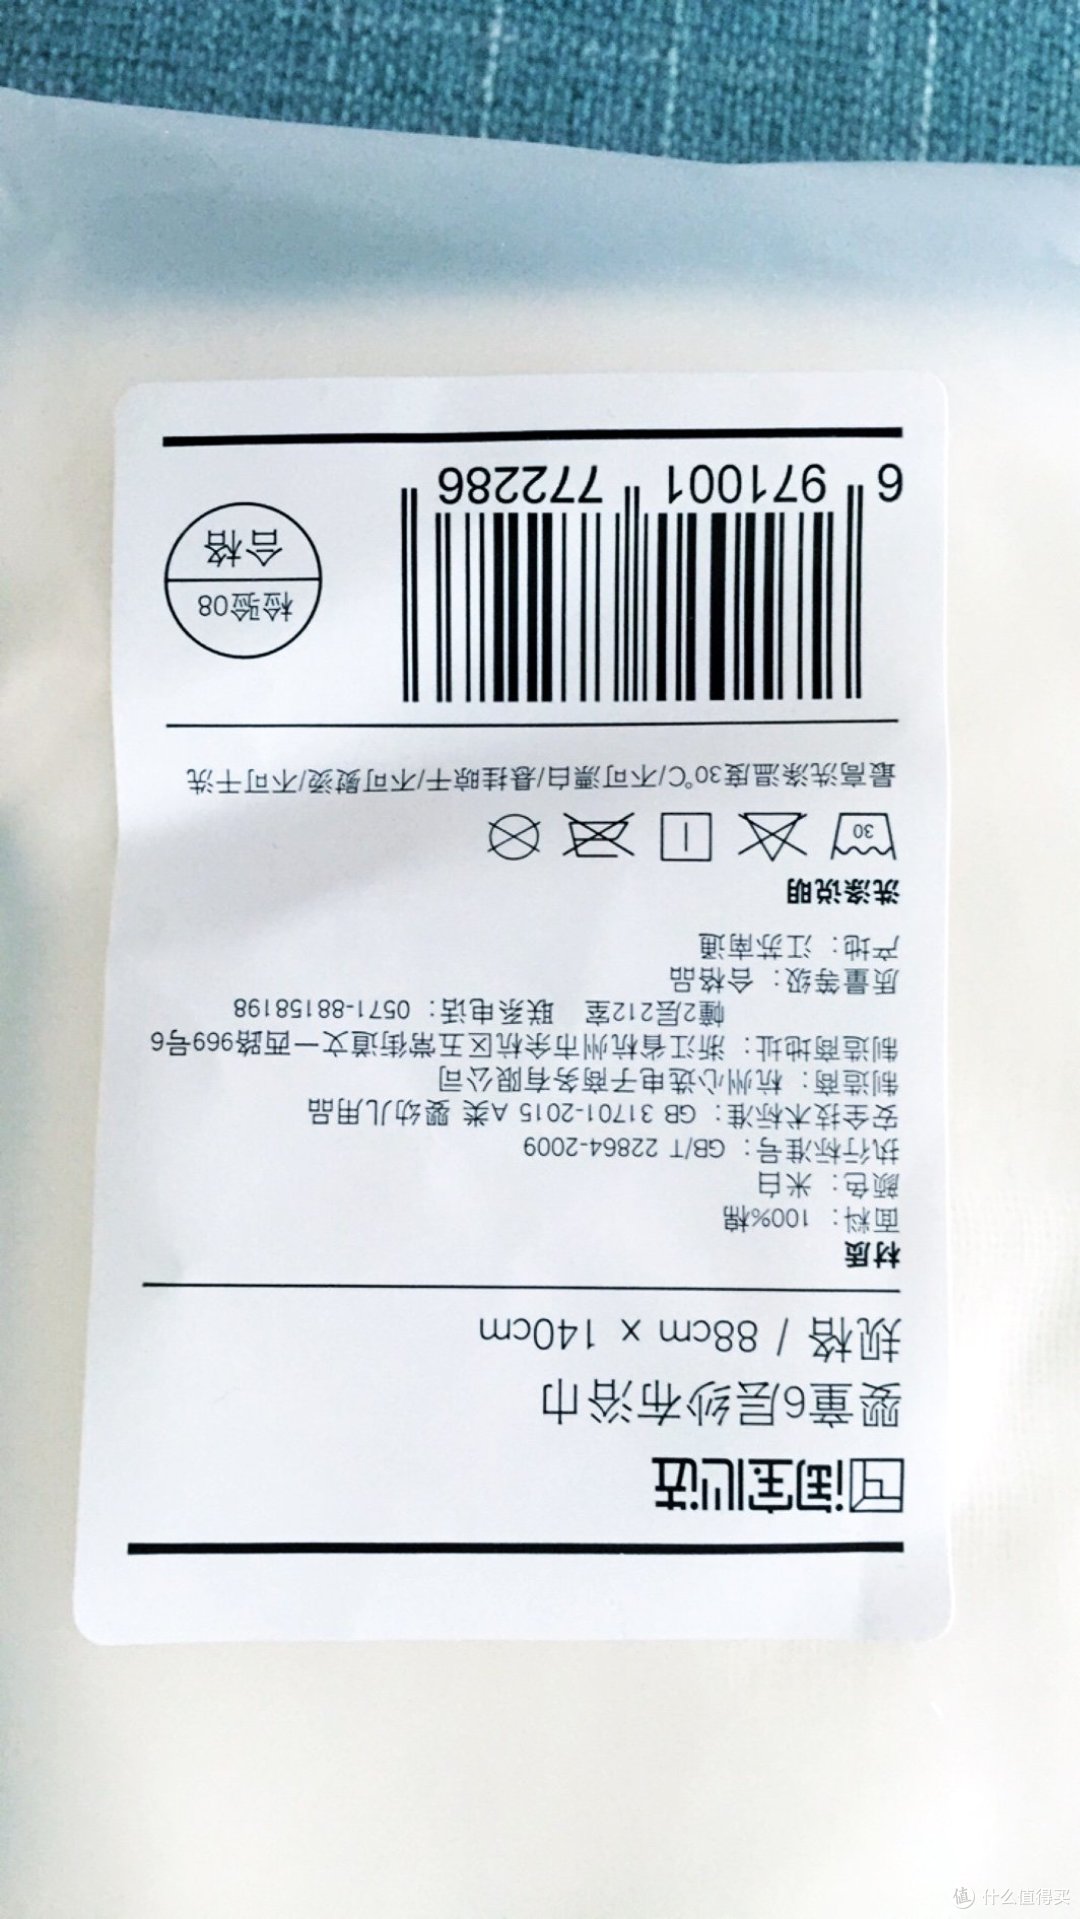 淘宝心选
婴童6层纱布浴巾
规格 / 88cm x 140cm
材质
面料：100%棉
颜色：米白
执行标准号：GB/T 22864-2009
安全技术标准：GB 31701-2015 A类 婴幼儿用品
制造商：杭州心选电子商务有限公司
制造商地址：浙江省杭州市余杭区五常街道文一西路969号6
幢2层212室 联系电话：0571-88158198
质量等级：合格品
产地：江苏南通
洗涤说明
30
最高洗涤温度30℃/不可漂白/悬挂晾干/不可熨烫/不可干洗
6 971001 772286
检验08
合格
值 什么值得买